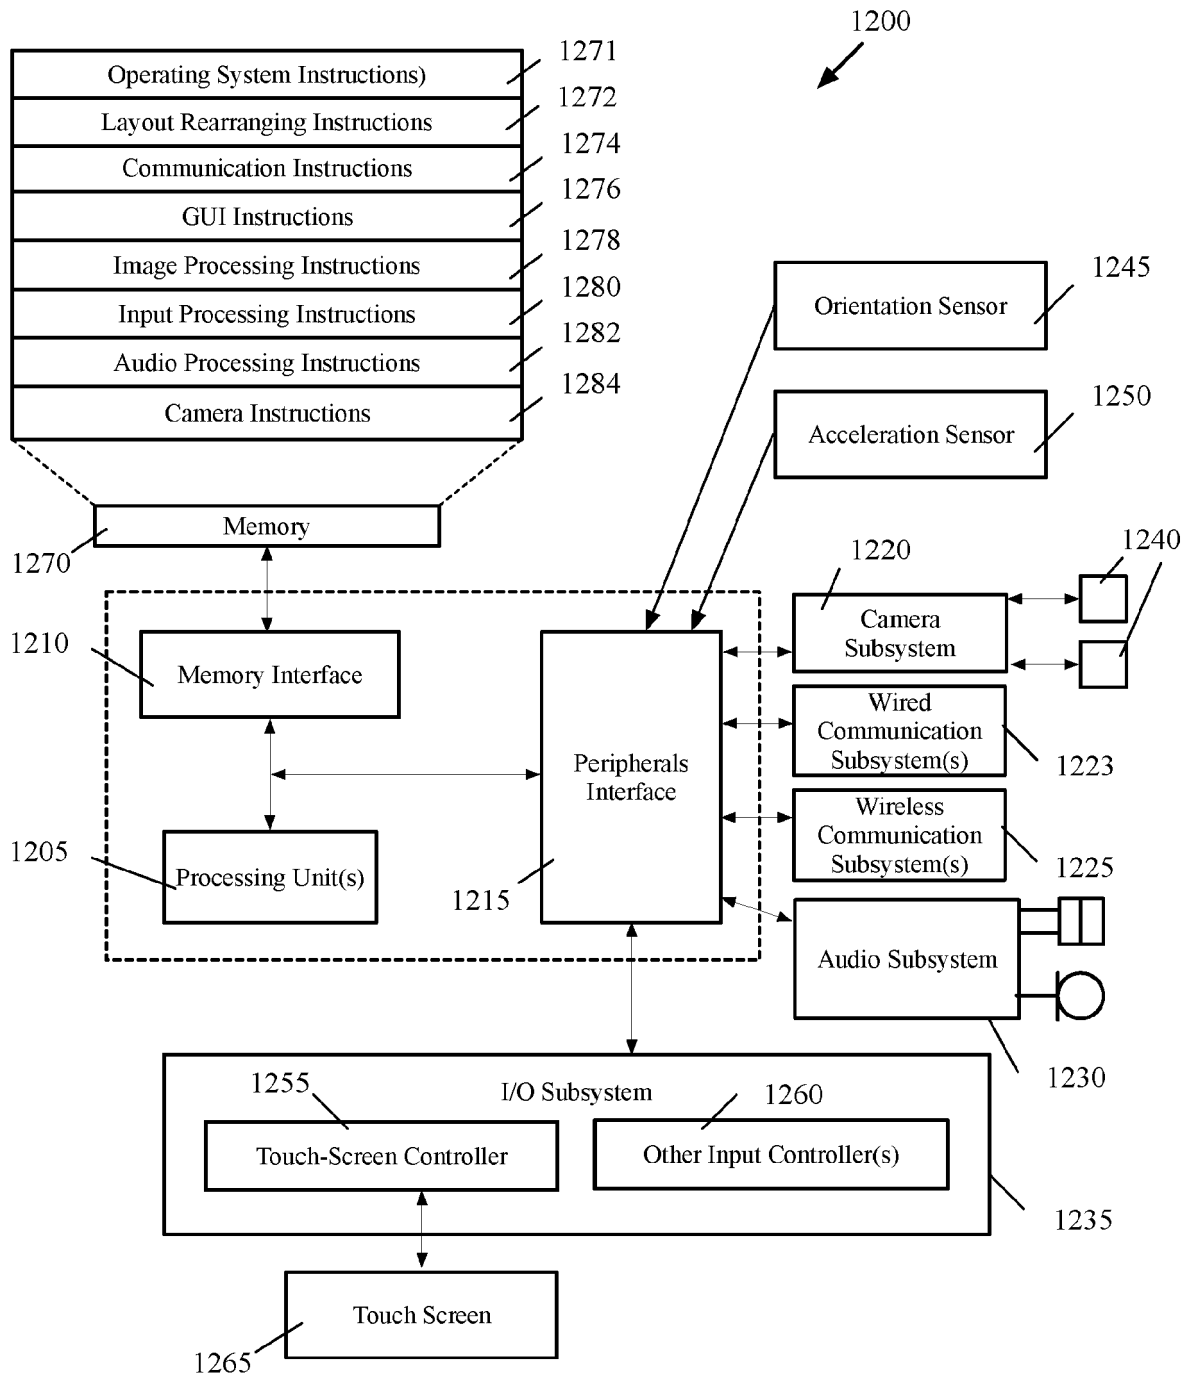 1200
1271
Operating System Instructions)
1272
Layout Rearranging Instructions
1274
Communication Instructions
1276
GUI Instructions
1278
Image Processing Instructions
1280
Input Processing Instructions
1282
Audio Processing Instructions
1284
Camera Instructions
Memory
1270
1245
Orientation Sensor
1250
Acceleration Sensor
1210
Memory Interface
1205
Processing Unit(s)
Peripherals
Interface
1215
1220
Camera
Subsystem
1240
Wired
Communication
Subsystem(s)
1223
Wireless
Communication
Subsystem(s)
1225
Audio Subsystem
1230
I/O Subsystem
1255
Touch-Screen Controller
1260
Other Input Controller(s)
1235
Touch Screen
1265